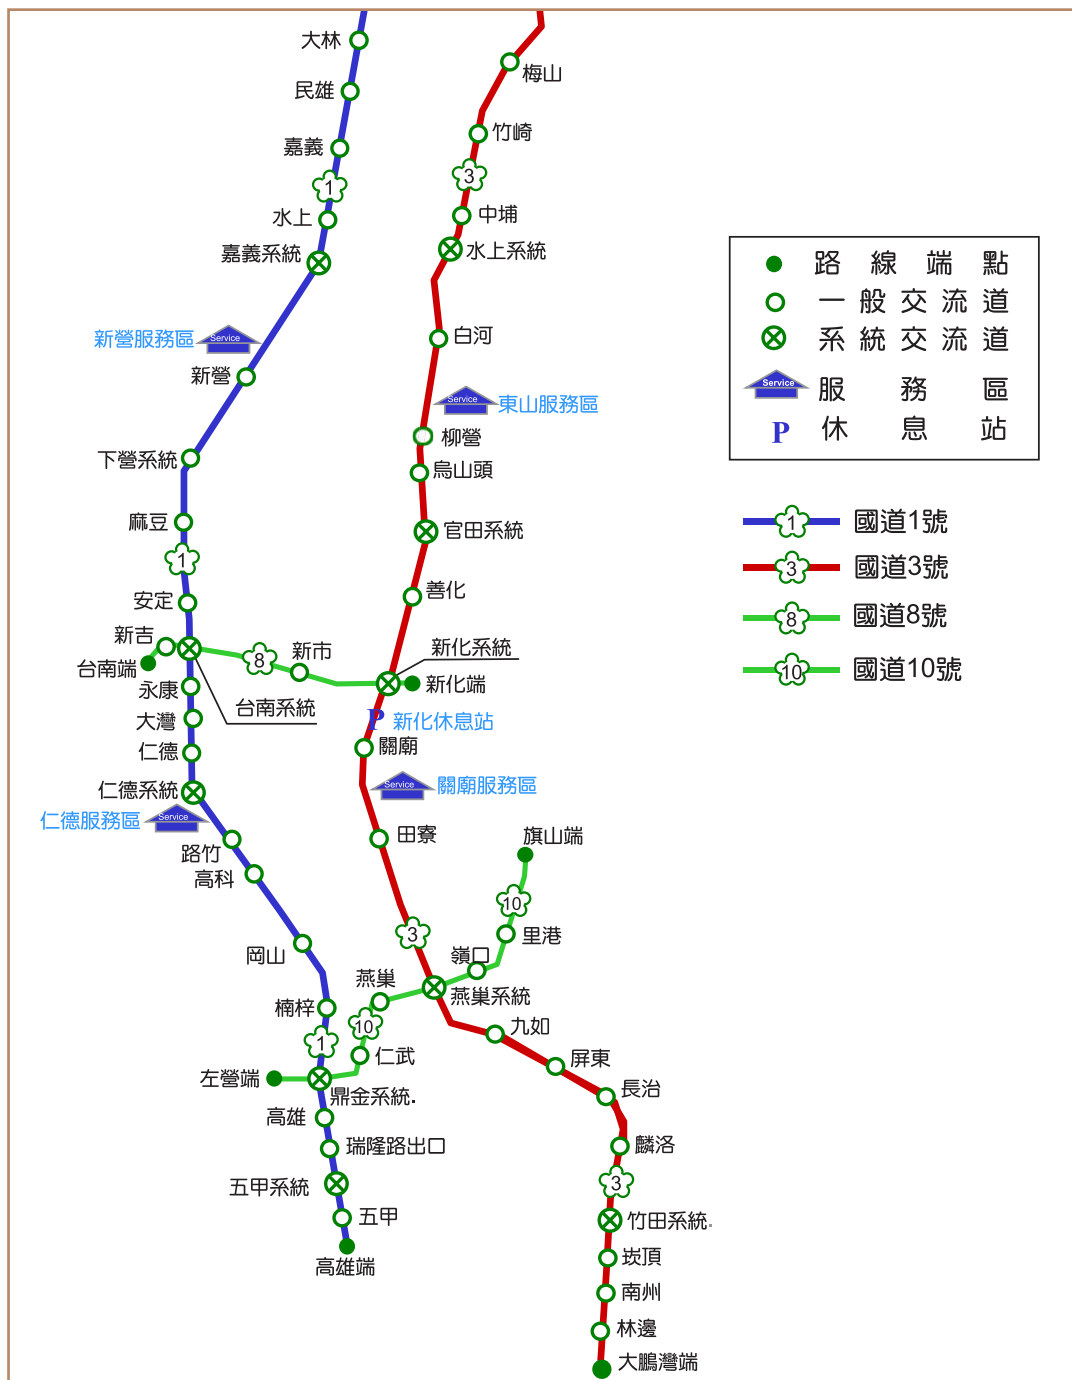 大林
梅山
民雄
竹崎
嘉義
1
3
水上
中埔
嘉義系統
水上系統
路線端點
一般交流道
系統交流道
Service
服務區
P
休息站
新營服務區
Service
白河
新營
Service
東山服務區
柳營
下營系統
烏山頭
麻豆
官田系統
1
國道1號
3
國道3號
8
國道8號
10
國道10號
1
安定
善化
新吉
8
新市
新化系統
台南端
永康
台南系統
新化端
大灣
P
新化休息站
仁德
關廟
仁德系統
Service
關廟服務區
仁德服務區
Service
路竹
田寮
旗山端
高科
10
3
里港
岡山
嶺口
燕巢
燕巢系統
楠梓
10
九如
1
仁武
屏東
左營端
鼎金系統.
長治
高雄
瑞隆路出口
麟洛
五甲系統
3
五甲
竹田系統.
高雄端
崁頂
南州
林邊
大鵬灣端